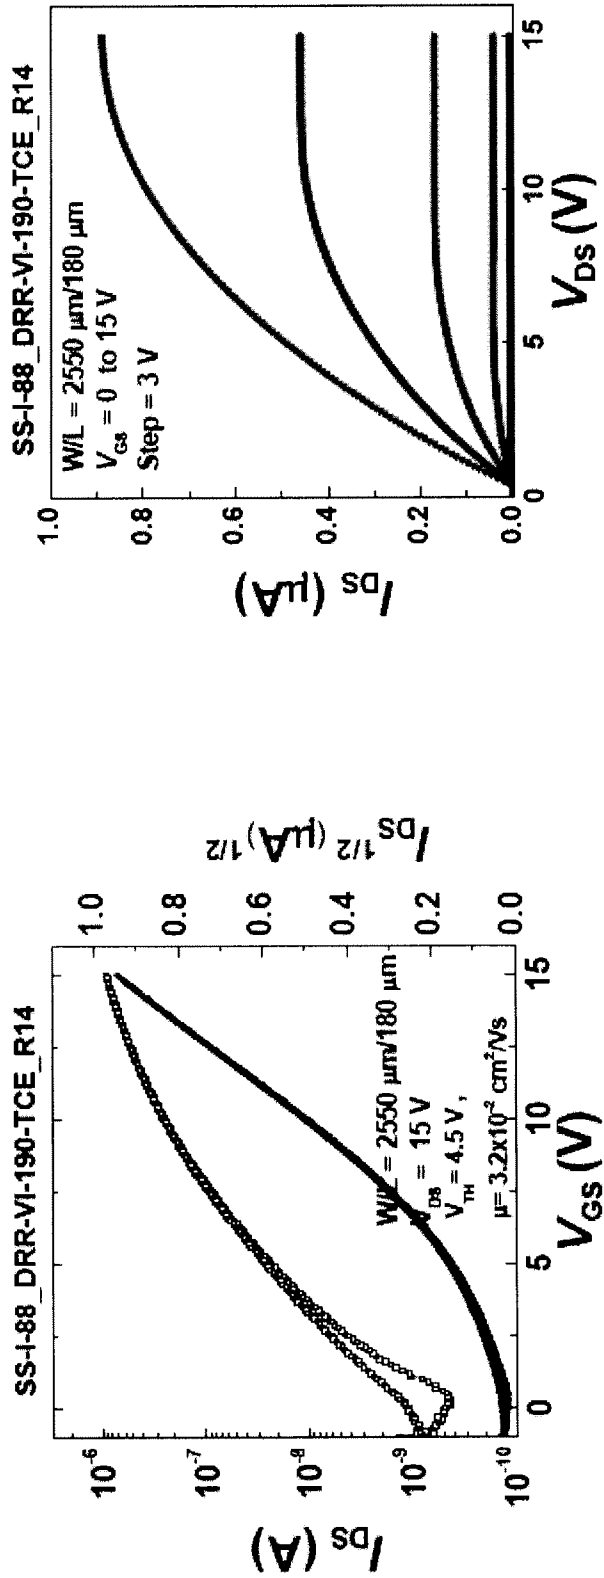 SS-I-88_DRR-VI-190-TCE_R14
10⁻⁶
10⁻⁷
10⁻⁸
10⁻⁹
10⁻¹⁰
I_DS (A)
1.0
0.8
0.6
0.4
0.2
0.0
I_DS^1/2 (μA)^1/2
W/L = 2550 μm/180 μm
V_DS = 15 V
V_TH = 4.5 V ,
μ= 3.2x10⁻² cm²/Vs
0 5 10 15
V_GS (V)
SS-I-88_DRR-VI-190-TCE_R14
W/L = 2550 μm/180 μm
V_GS = 0 to 15 V
Step = 3 V
1.0
0.8
0.6
0.4
0.2
0.0
I_DS (μA)
0 5 10 15
V_DS (V)